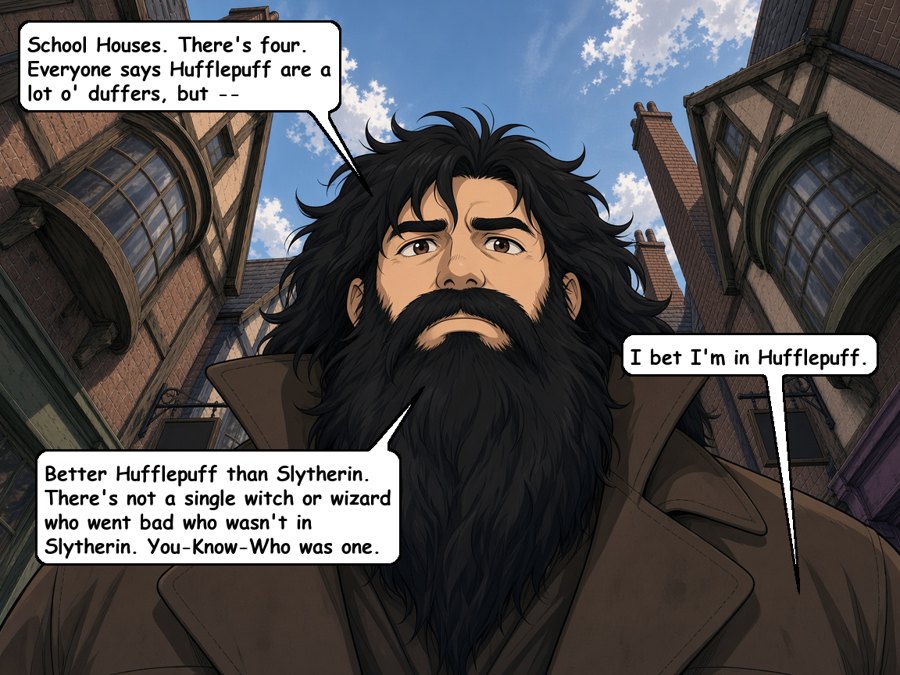 School Houses. There's four.
Everyone says Hufflepuff are a
lot o' duffers, but --
I bet I'm in Hufflepuff.
Better Hufflepuff than Slytherin.
There's not a single witch or wizard
who went bad who wasn't in
Slytherin. You-Know-Who was one.